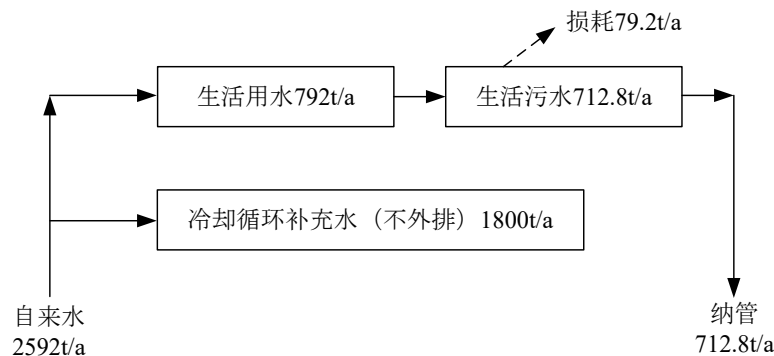 损耗79.2t/a
生活用水792t/a
生活污水712.8t/a
冷却循环补充水（不外排）1800t/a
自来水
2592t/a
纳管
712.8t/a